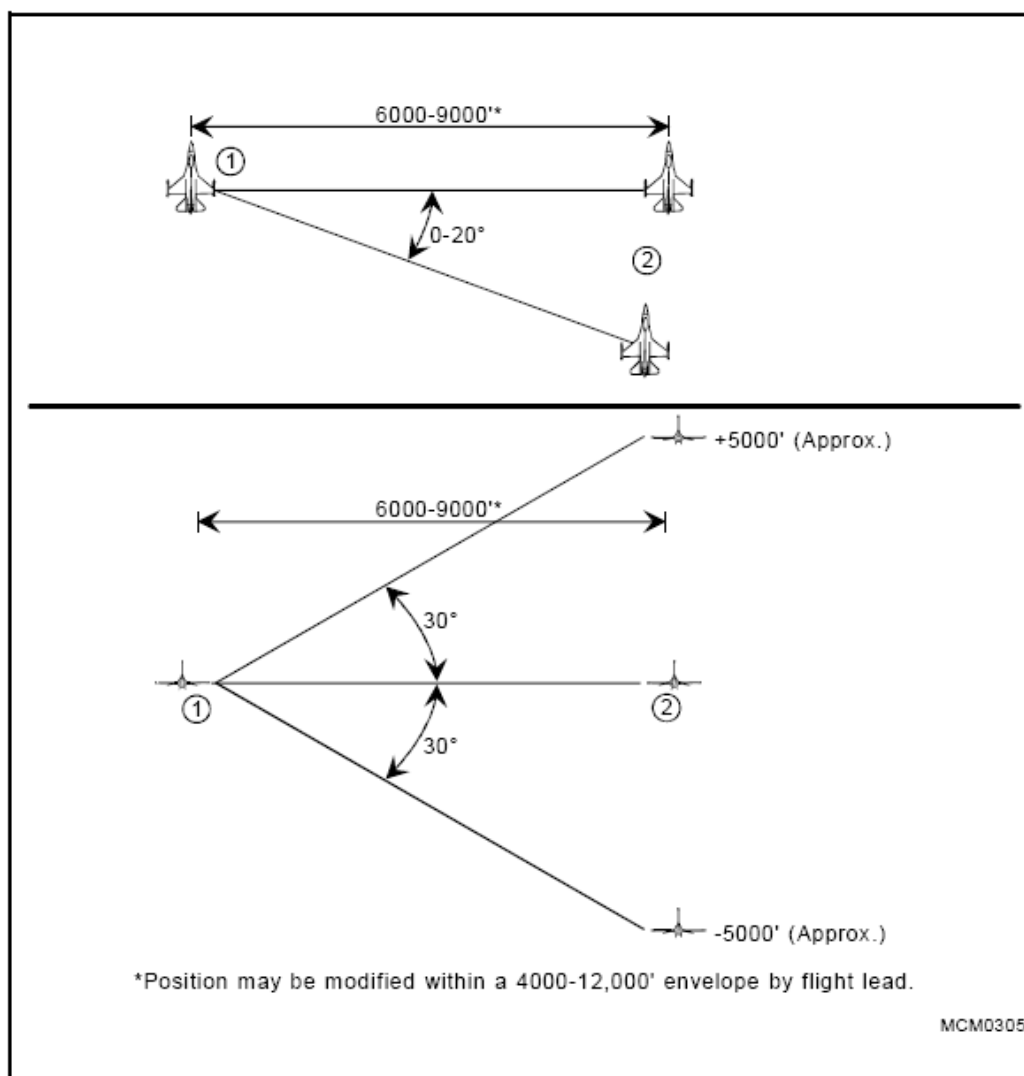 6000-9000'*
①
0-20°
②
+5000' (Approx.)
6000-9000'*
30°
①
②
30°
-5000' (Approx.)
*Position may be modified within a 4000-12,000' envelope by flight lead.
MCM0305